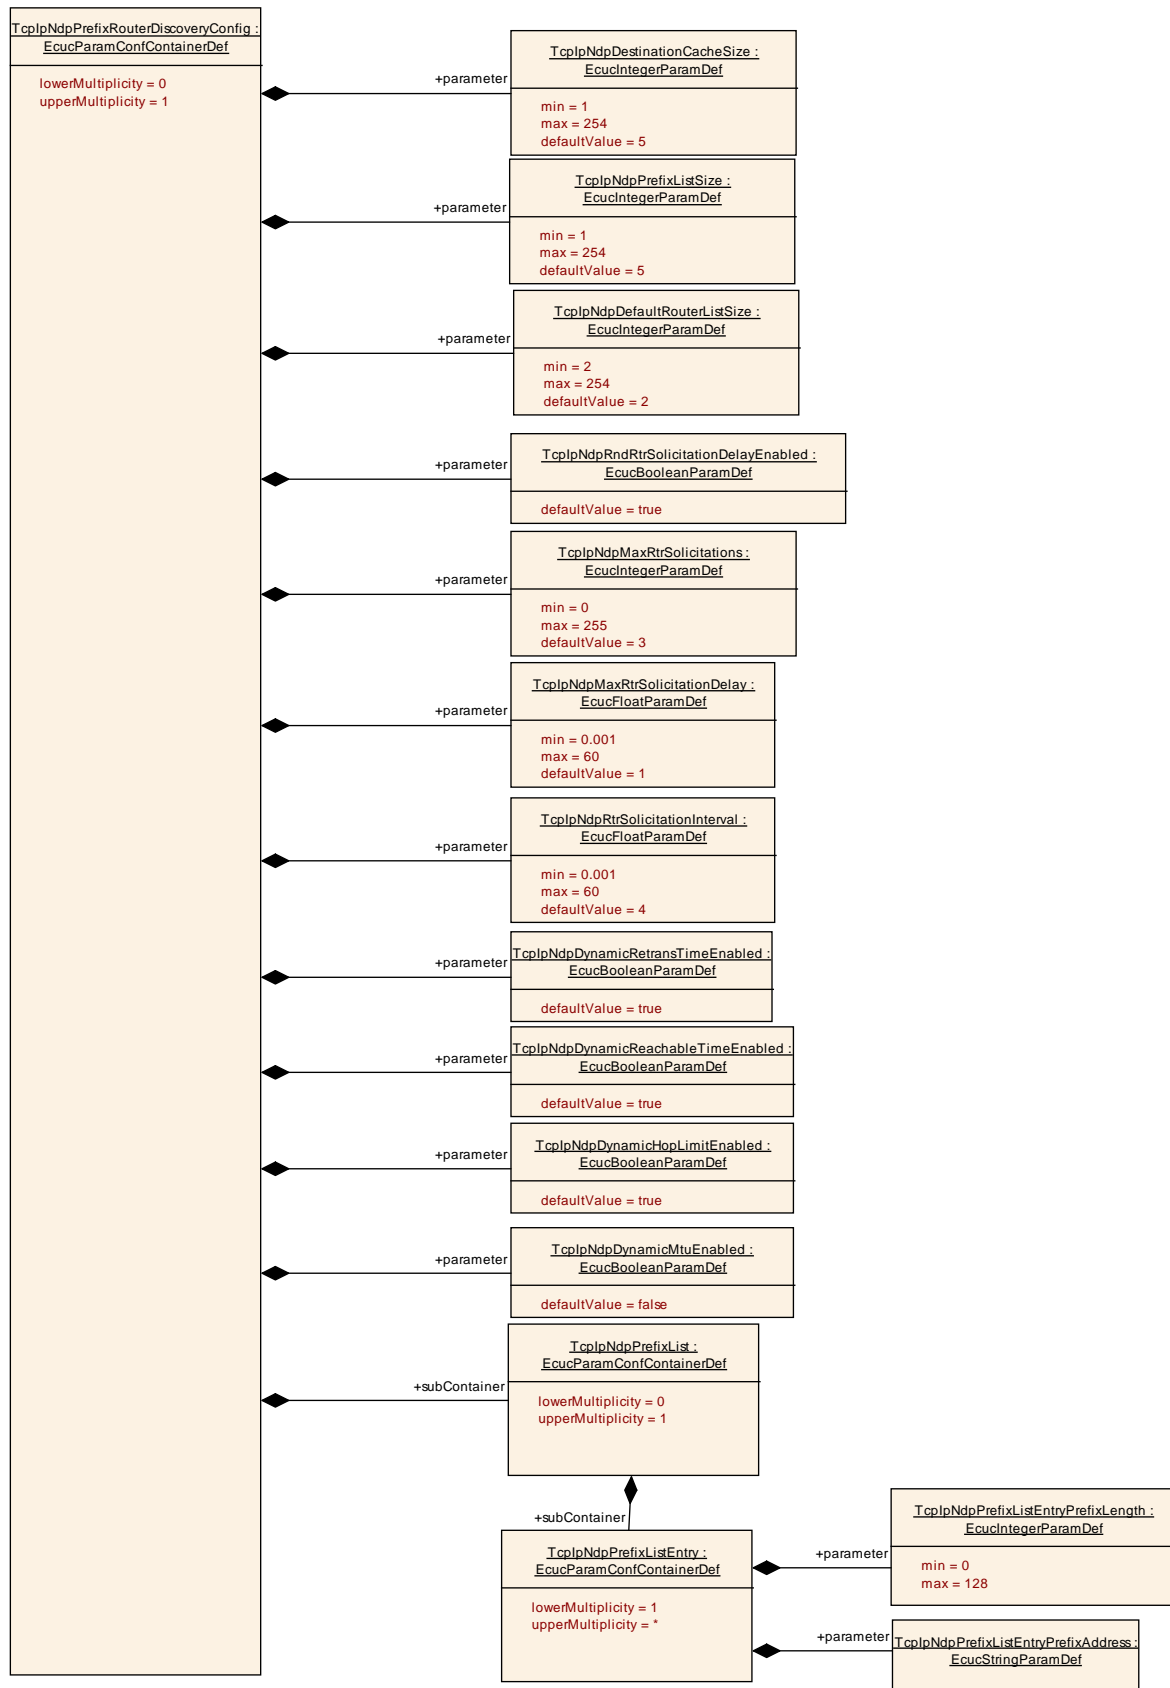 TcpIpNdpPrefixRouterDiscoveryConfig :
EcucParamConfContainerDef
lowerMultiplicity = 0
upperMultiplicity = 1
+parameter
TcpIpNdpDestinationCacheSize :
EcucIntegerParamDef
min = 1
max = 254
defaultValue = 5
+parameter
TcpIpNdpPrefixListSize :
EcucIntegerParamDef
min = 1
max = 254
defaultValue = 5
+parameter
TcpIpNdpDefaultRouterListSize :
EcucIntegerParamDef
min = 2
max = 254
defaultValue = 2
+parameter
TcpIpNdpRndRtrSolicitationDelayEnabled :
EcucBooleanParamDef
defaultValue = true
+parameter
TcpIpNdpMaxRtrSolicitations :
EcucIntegerParamDef
min = 0
max = 255
defaultValue = 3
+parameter
TcpIpNdpMaxRtrSolicitationDelay :
EcucFloatParamDef
min = 0.001
max = 60
defaultValue = 1
+parameter
TcpIpNdpRtrSolicitationInterval :
EcucFloatParamDef
min = 0.001
max = 60
defaultValue = 4
+parameter
TcpIpNdpDynamicRetransTimeEnabled :
EcucBooleanParamDef
defaultValue = true
+parameter
TcpIpNdpDynamicReachableTimeEnabled :
EcucBooleanParamDef
defaultValue = true
+parameter
TcpIpNdpDynamicHopLimitEnabled :
EcucBooleanParamDef
defaultValue = true
+parameter
TcpIpNdpDynamicMtuEnabled :
EcucBooleanParamDef
defaultValue = false
+subContainer
TcpIpNdpPrefixList :
EcucParamConfContainerDef
lowerMultiplicity = 0
upperMultiplicity = 1
+subContainer
TcpIpNdpPrefixListEntry :
EcucParamConfContainerDef
lowerMultiplicity = 1
upperMultiplicity = *
+parameter
TcpIpNdpPrefixListEntryPrefixLength :
EcucIntegerParamDef
min = 0
max = 128
+parameter
TcpIpNdpPrefixListEntryPrefixAddress :
EcucStringParamDef